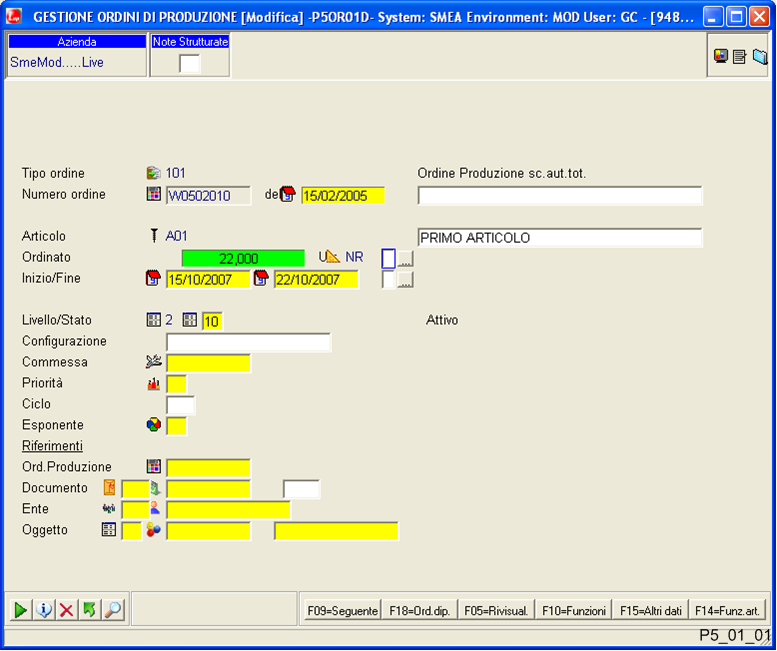 GESTIONE ORDINI DI PRODUZIONE [Modifica] -P5OR01D- System: SMEA Environment: MOD User: GC - [948...
Azienda Note Strutturate
SmeMod.....Live
Tipo ordine 101 Ordine Produzione sc.aut.tot.
Numero ordine W0502010 de 15/02/2005
Articolo A01 PRIMO ARTICOLO
Ordinato 22,000 U NR ...
Inizio/Fine 15/10/2007 22/10/2007 ...
Livello/Stato 2 10 Attivo
Configurazione
Commessa
Priorità
Ciclo
Esponente
Riferimenti
Ord.Produzione
Documento
Ente
Oggetto
F09=Seguente F18=Ord.dip. F05=Rivisual. F10=Funzioni F15=Altri dati F14=Funz.art.
P5_01_01